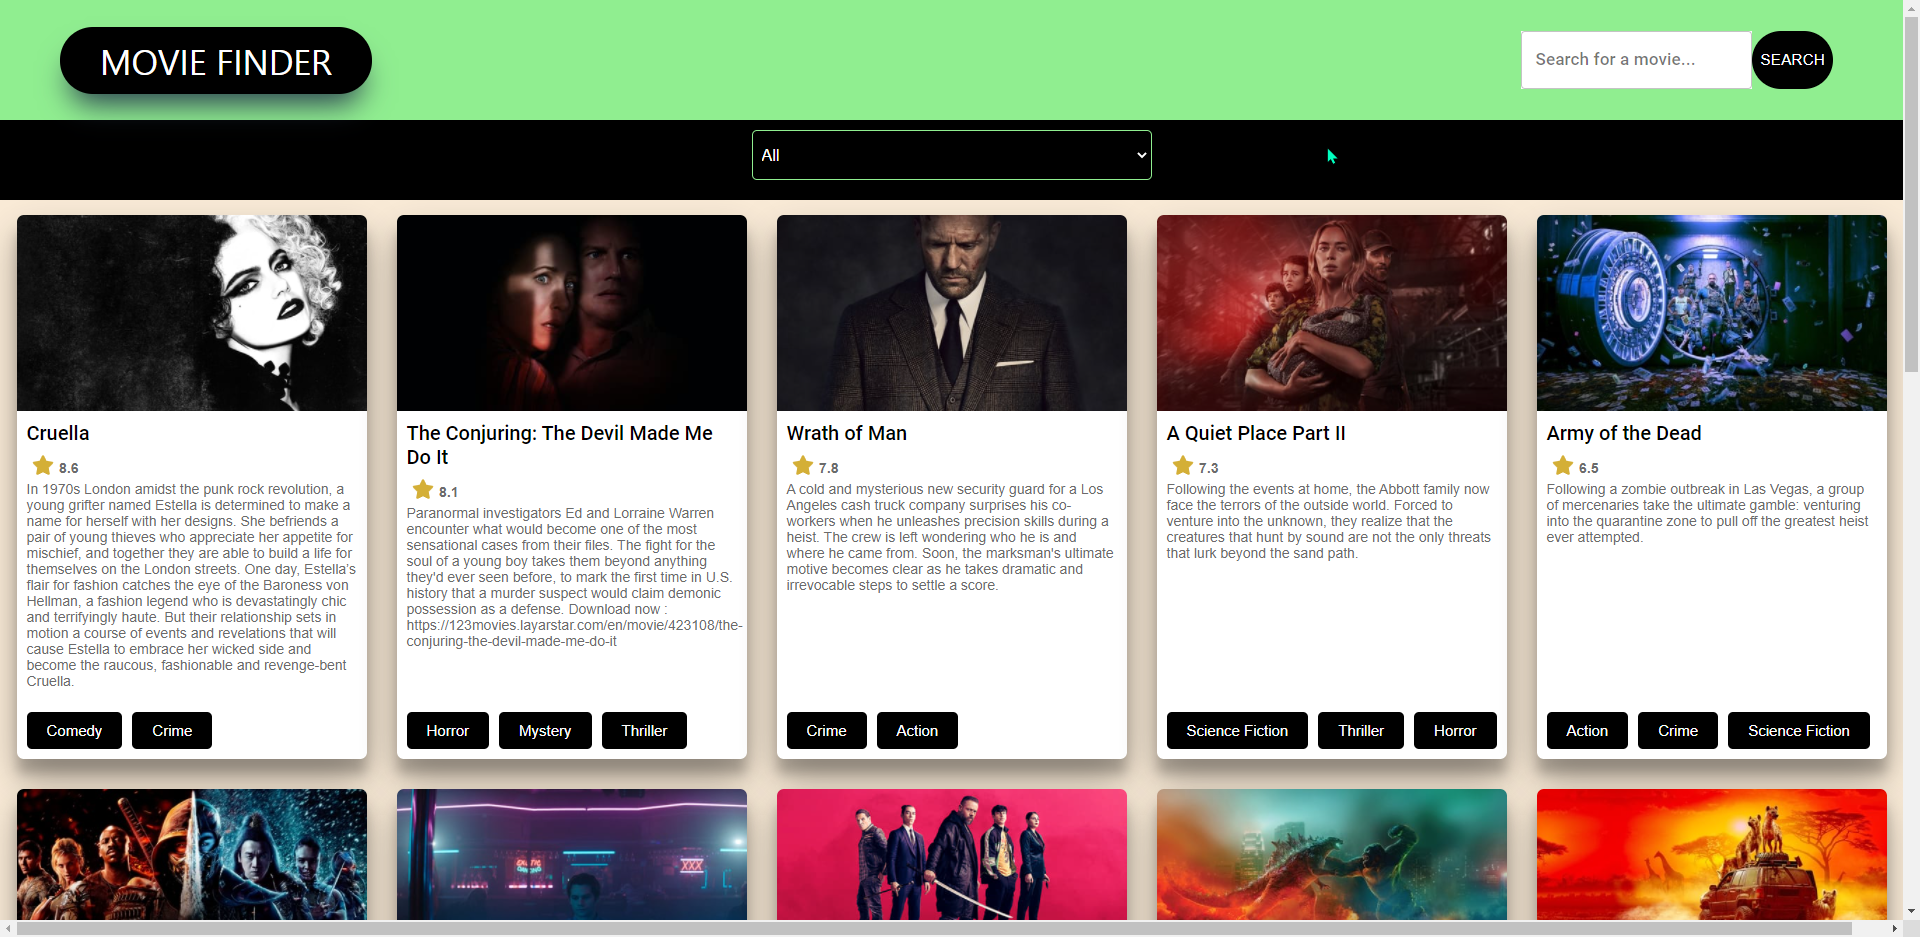 MOVIE FINDER
Search for a movie...
SEARCH
All
Cruella
8.6
In 1970s London amidst the punk rock revolution, a
young grifter named Estella is determined to make a
name for herself with her designs. She befriends a
pair of young thieves who appreciate her appetite for
mischief, and together they are able to build a life for
themselves on the London streets. One day, Estella's
flair for fashion catches the eye of the Baroness von
Hellman, a fashion legend who is devastatingly chic
and terrifyingly haute. But their relationship sets in
motion a course of events and revelations that will
cause Estella to embrace her wicked side and
become the raucous, fashionable and revenge-bent
Cruella.
Comedy
Crime
The Conjuring: The Devil Made Me
Do It
8.1
Paranormal investigators Ed and Lorraine Warren
encounter what would become one of the most
sensational cases from their files. The fight for the
soul of a young boy takes them beyond anything
they'd ever seen before, to mark the first time in U.S.
history that a murder suspect would claim demonic
possession as a defense. Download now :
https://123movies.layarstar.com/en/movie/423108/the-
conjuring-the-devil-made-me-do-it
Horror
Mystery
Thriller
Wrath of Man
7.8
A cold and mysterious new security guard for a Los
Angeles cash truck company surprises his co-
workers when he unleashes precision skills during a
heist. The crew is left wondering who he is and
where he came from. Soon, the marksman's ultimate
motive becomes clear as he takes dramatic and
irrevocable steps to settle a score.
Crime
Action
A Quiet Place Part II
7.3
Following the events at home, the Abbott family now
face the terrors of the outside world. Forced to
venture into the unknown, they realize that the
creatures that hunt by sound are not the only threats
that lurk beyond the sand path.
Science Fiction
Thriller
Horror
Army of the Dead
6.5
Following a zombie outbreak in Las Vegas, a group
of mercenaries take the ultimate gamble: venturing
into the quarantine zone to pull off the greatest heist
ever attempted.
Action
Crime
Science Fiction
XXX